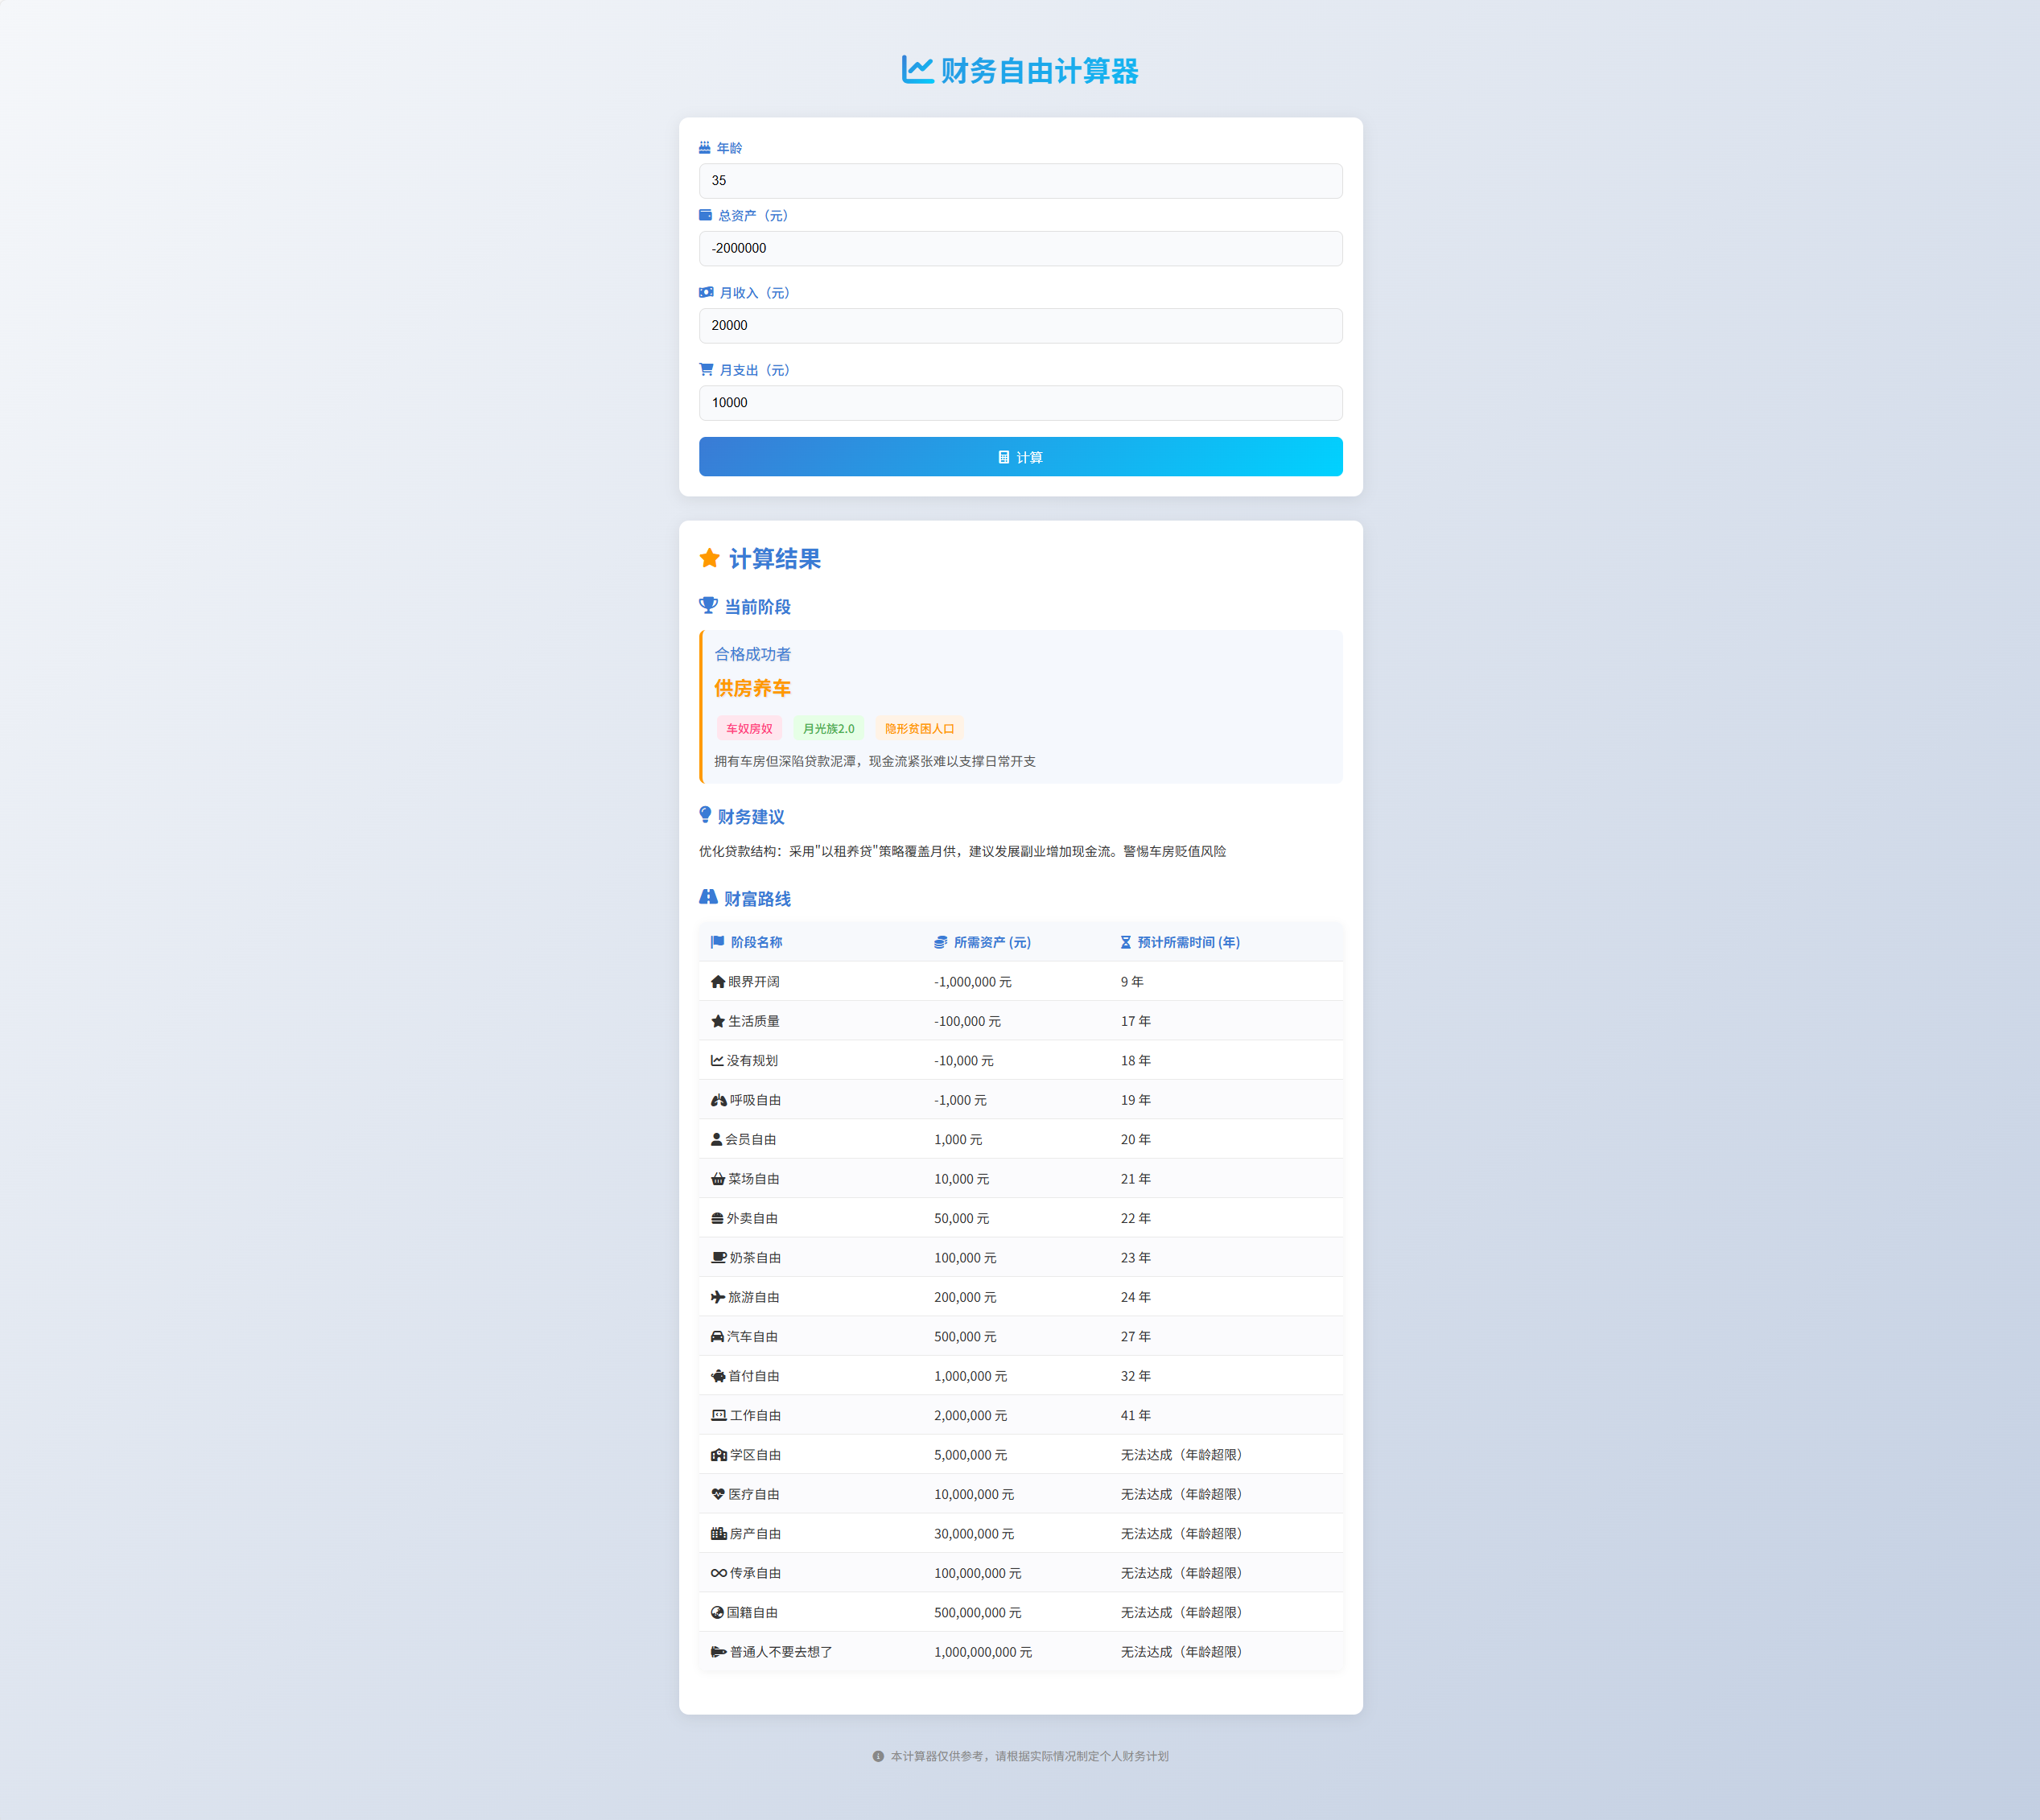 财务自由计算器
年龄
35
总资产（元）
-2000000
月收入（元）
20000
月支出（元）
10000
计算
计算结果
当前阶段
合格成功者
供房养车
车奴房奴 月光族2.0 隐形贫困人口
拥有车房但深陷贷款泥潭，现金流紧张难以支撑日常开支
财务建议
优化贷款结构：采用"以租养贷"策略覆盖月供，建议发展副业增加现金流。警惕车房贬值风险
财富路线
阶段名称 所需资产 (元) 预计所需时间 (年)
眼界开阔 -1,000,000 元 9 年
生活质量 -100,000 元 17 年
没有规划 -10,000 元 18 年
呼吸自由 -1,000 元 19 年
会员自由 1,000 元 20 年
菜场自由 10,000 元 21 年
外卖自由 50,000 元 22 年
奶茶自由 100,000 元 23 年
旅游自由 200,000 元 24 年
汽车自由 500,000 元 27 年
首付自由 1,000,000 元 32 年
工作自由 2,000,000 元 41 年
学区自由 5,000,000 元 无法达成（年龄超限）
医疗自由 10,000,000 元 无法达成（年龄超限）
房产自由 30,000,000 元 无法达成（年龄超限）
传承自由 100,000,000 元 无法达成（年龄超限）
国籍自由 500,000,000 元 无法达成（年龄超限）
普通人不要去想了 1,000,000,000 元 无法达成（年龄超限）
本计算器仅供参考，请根据实际情况制定个人财务计划